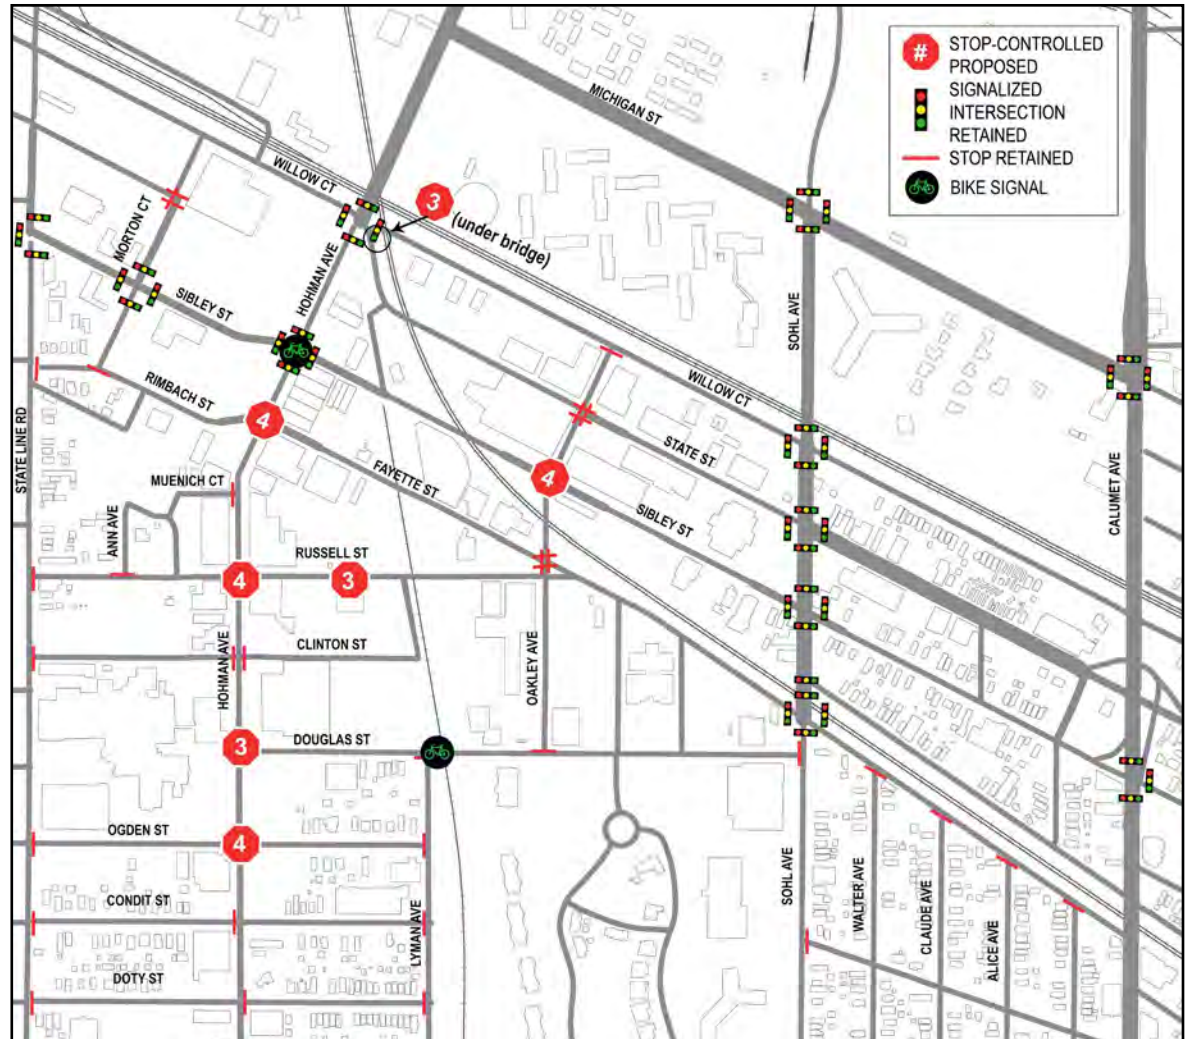 #
STOP-CONTROLLED
PROPOSED
SIGNALIZED
INTERSECTION
RETAINED
STOP RETAINED
BIKE SIGNAL
MICHIGAN ST
WILLOW CT
3
(under bridge)
MORTON CT
HOHMAN AVE
SIBLEY ST
SOHL AVE
WILLOW CT
RIMBACH ST
4
STATE LINE RD
STATE ST
FAYETTE ST
4
MUENICH CT
SIBLEY ST
CALUMET AVE
ANN AVE
RUSSELL ST
4
3
HOHMAN AVE
CLINTON ST
OAKLEY AVE
3
DOUGLAS ST
OGDEN ST
4
SOHL AVE
WALTER AVE
CLAUDE AVE
ALICE AVE
CONDIT ST
LYMAN AVE
DOTY ST